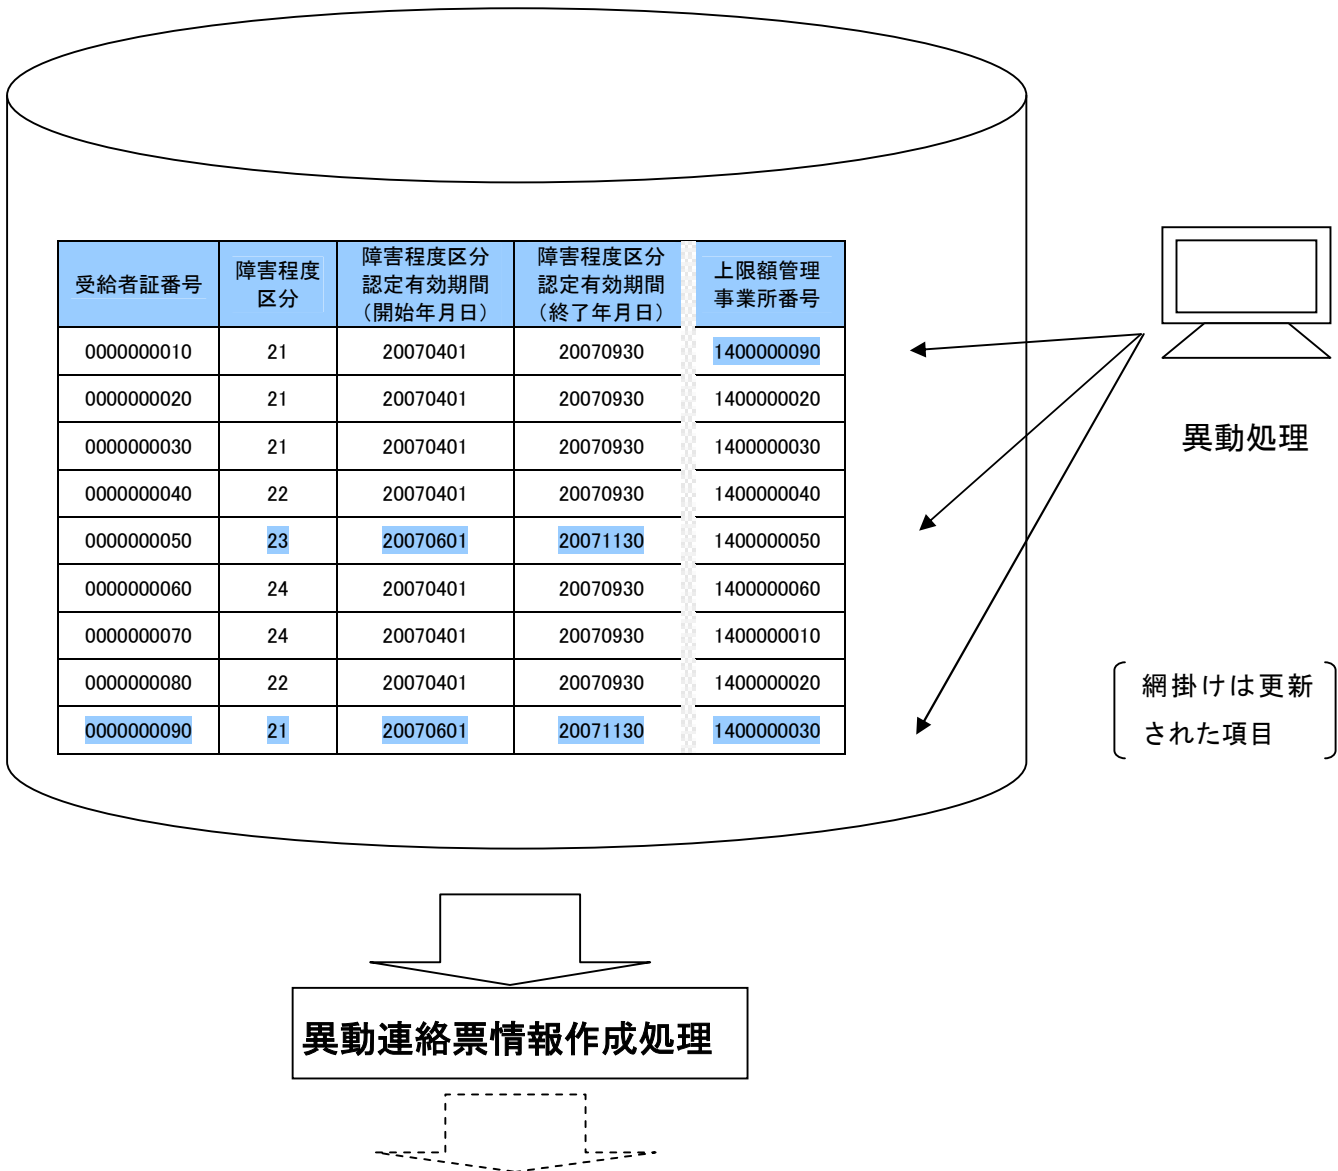 受給者証番号
障害程度
区分
障害程度区分
認定有効期間
（開始年月日）
障害程度区分
認定有効期間
（終了年月日）
上限額管理
事業所番号
0000000010 21 20070401 20070930 1400000090
0000000020 21 20070401 20070930 1400000020
0000000030 21 20070401 20070930 1400000030
0000000040 22 20070401 20070930 1400000040
0000000050 23 20070601 20071130 1400000050
0000000060 24 20070401 20070930 1400000060
0000000070 24 20070401 20070930 1400000010
0000000080 22 20070401 20070930 1400000020
0000000090 21 20070601 20071130 1400000030
異動処理
網掛けは更新
された項目
異動連絡票情報作成処理